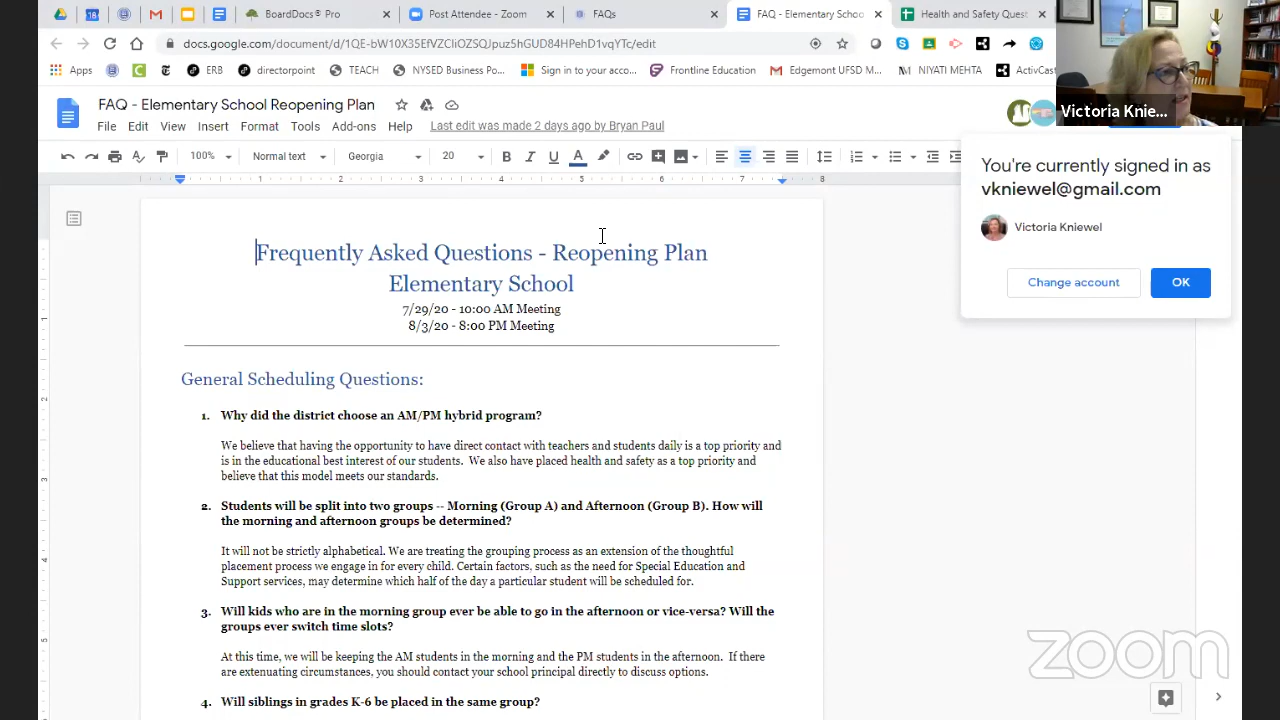 BoardDocs® Pro
Post Attendee - Zoom
FAQs
FAQ - Elementary Schoo
Health and Safety Quest
docs.google.com/document/d/1QE-bW10X35EfVZCliOZSQJpuz5hGUD84HPehD1vqYTc/edit
Apps
ERB
directorpoint
TEACH
NYSED Business Po...
Sign in to your acco...
Frontline Education
Edgemont UFSD M...
NIYATI MEHTA
ActivCast
Victoria Knie...
FAQ - Elementary School Reopening Plan
File Edit View Insert Format Tools Add-ons Help Last edit was made 2 days ago by Bryan Paul
100% Normal text Georgia 20 B I U A
You're currently signed in as
vkniewel@gmail.com
Victoria Kniewel
Change account OK
1 2 3 4 5 6 7 8
Frequently Asked Questions - Reopening Plan
Elementary School
7/29/20 - 10:00 AM Meeting
8/3/20 - 8:00 PM Meeting
General Scheduling Questions:
1. Why did the district choose an AM/PM hybrid program?
We believe that having the opportunity to have direct contact with teachers and students daily is a top priority and
is in the educational best interest of our students. We also have placed health and safety as a top priority and
believe that this model meets our standards.
2. Students will be split into two groups -- Morning (Group A) and Afternoon (Group B). How will
the morning and afternoon groups be determined?
It will not be strictly alphabetical. We are treating the grouping process as an extension of the thoughtful
placement process we engage in for every child. Certain factors, such as the need for Special Education and
Support services, may determine which half of the day a particular student will be scheduled for.
3. Will kids who are in the morning group ever be able to go in the afternoon or vice-versa? Will the
groups ever switch time slots?
At this time, we will be keeping the AM students in the morning and the PM students in the afternoon. If there
are extenuating circumstances, you should contact your school principal directly to discuss options.
4. Will siblings in grades K-6 be placed in the same group?
zoom